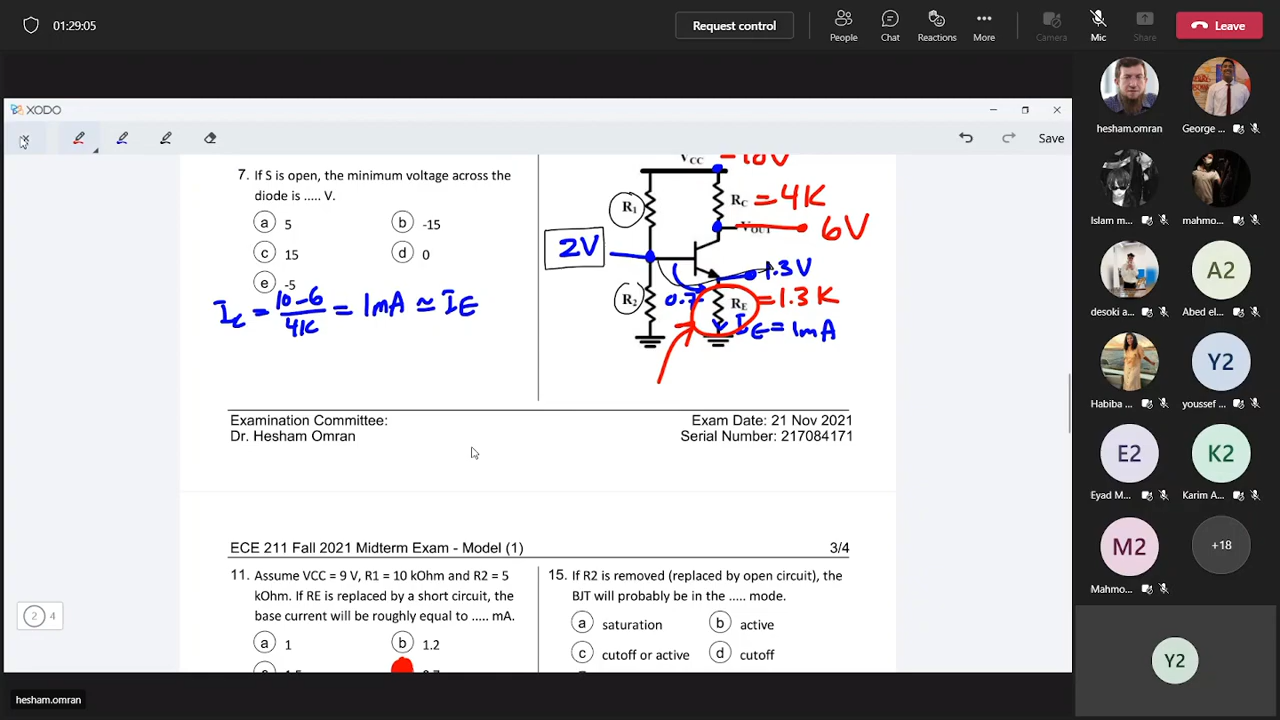 01:29:05
Request control
People
Chat
Reactions
More
Camera
Mic
Share
Leave
XODO
Save
7. If S is open, the minimum voltage across the
diode is ..... V.
a 5
b -15
c 15
d 0
e -5
IC = 10-6 / 4K = 1mA ≃ IE
VCC = 10V
R1
RC = 4K
VOUT
6V
2V
1.3V
0.7
R2
RE = 1.3K
IE = 1mA
Examination Committee:
Dr. Hesham Omran
Exam Date: 21 Nov 2021
Serial Number: 217084171
ECE 211 Fall 2021 Midterm Exam - Model (1)
3/4
11. Assume VCC = 9 V, R1 = 10 kOhm and R2 = 5
kOhm. If RE is replaced by a short circuit, the
base current will be roughly equal to ..... mA.
a 1
b 1.2
15. If R2 is removed (replaced by open circuit), the
BJT will probably be in the ..... mode.
a saturation
b active
c cutoff or active
d cutoff
2 4
hesham.omran
George ...
Islam m...
mahmo...
desoki a...
A2
Abed el...
Habiba ...
Y2
youssef ...
E2
Eyad M...
K2
Karim A...
M2
Mahmo...
+18
Y2
hesham.omran